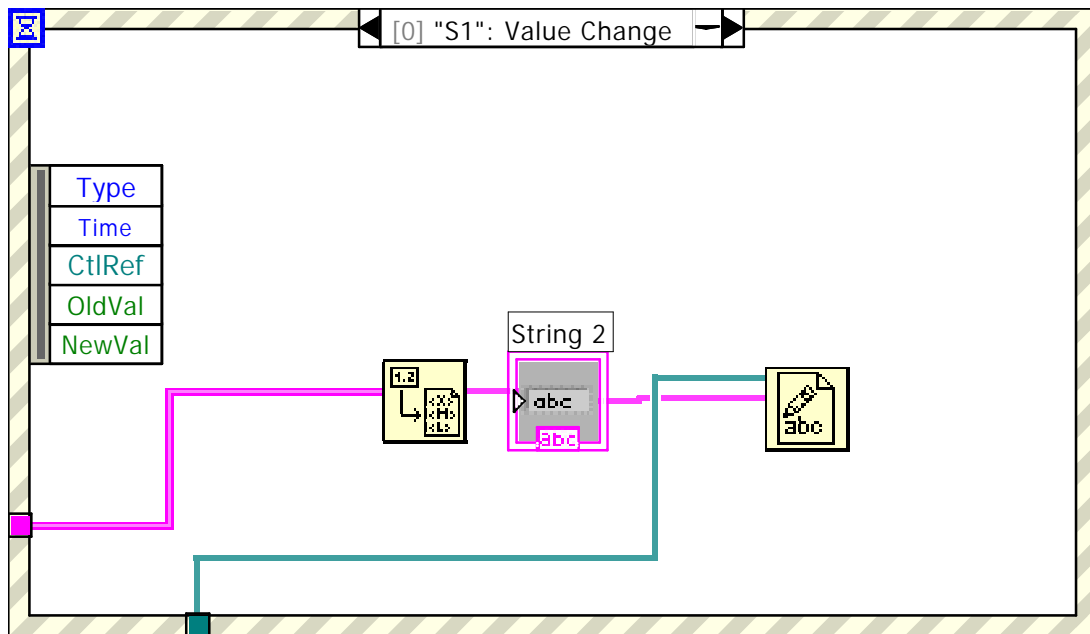 [0] "S1": Value Change
Type
Time
CtlRef
OldVal
NewVal
String 2
1.2
<X>
<M>
<L>
abc
abc
abc